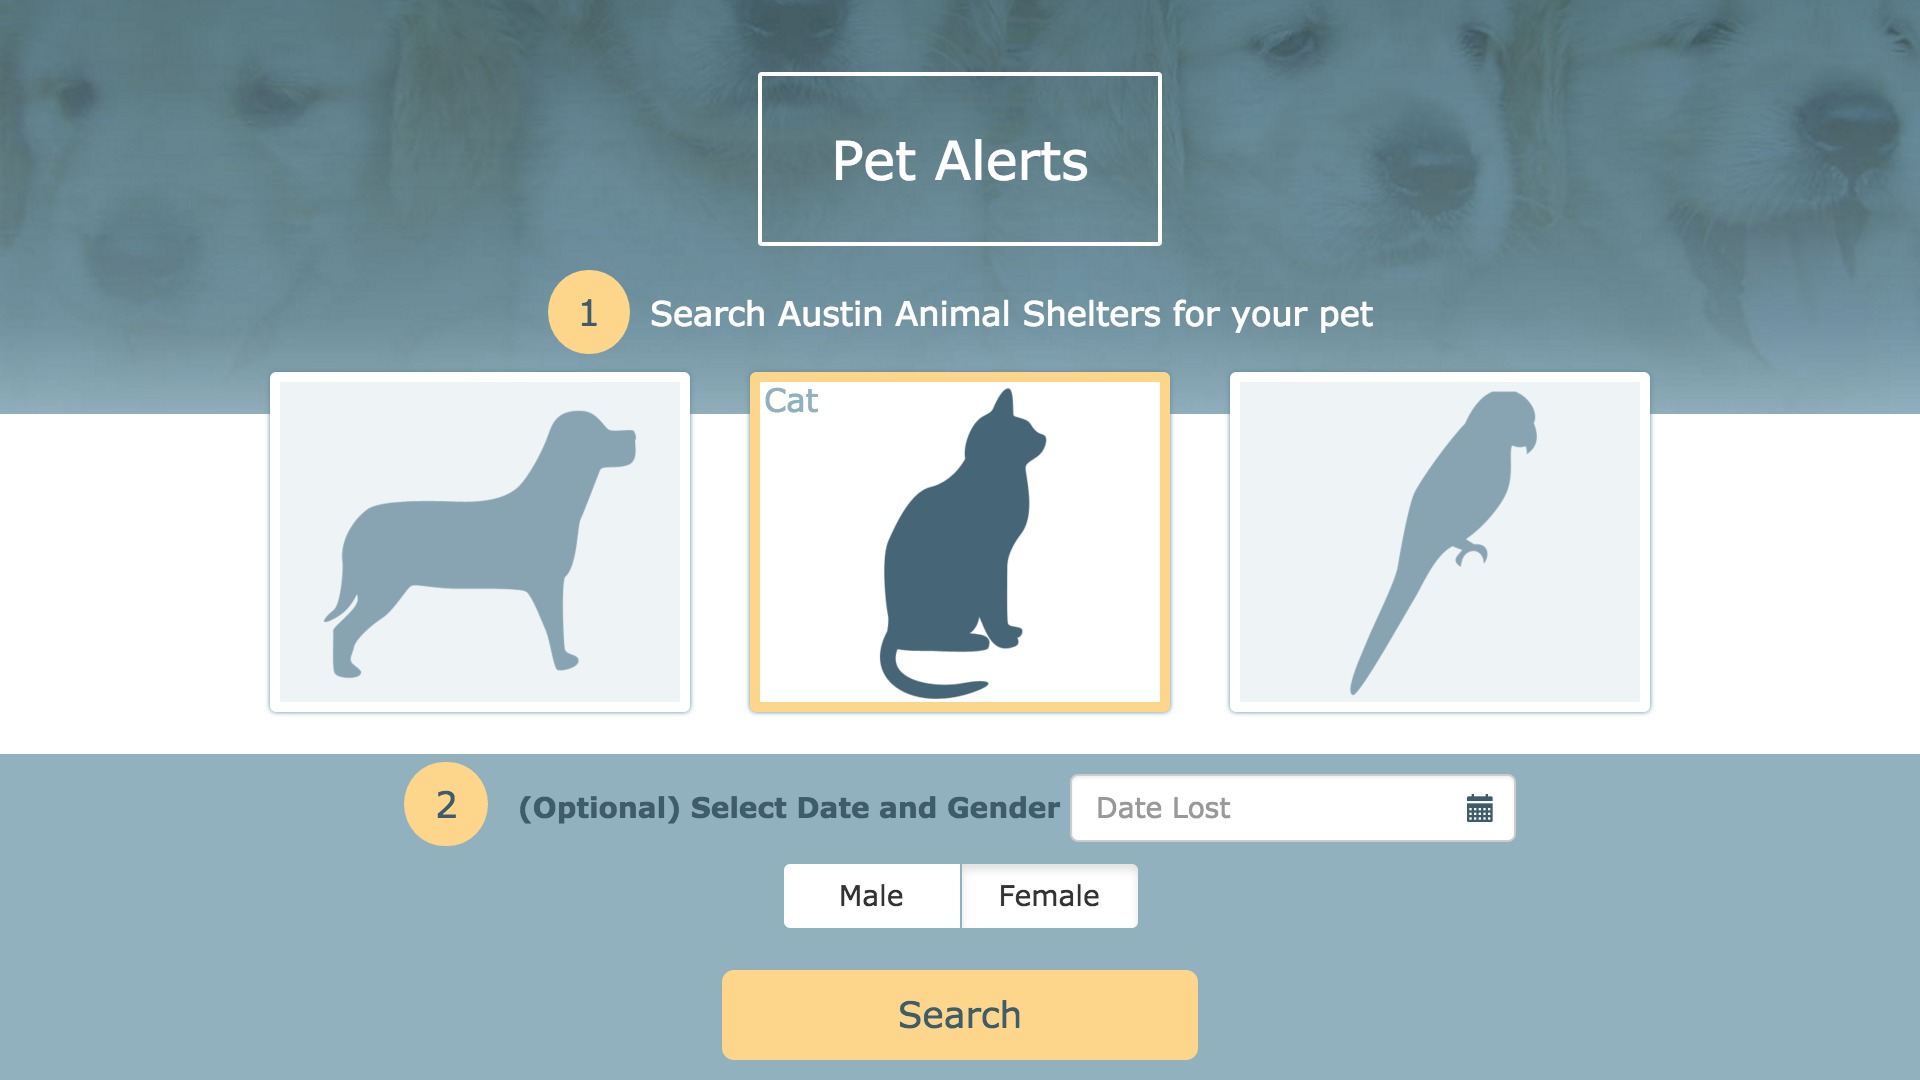 Pet Alerts
1 Search Austin Animal Shelters for your pet
Cat
2 (Optional) Select Date and Gender Date Lost
Male Female
Search